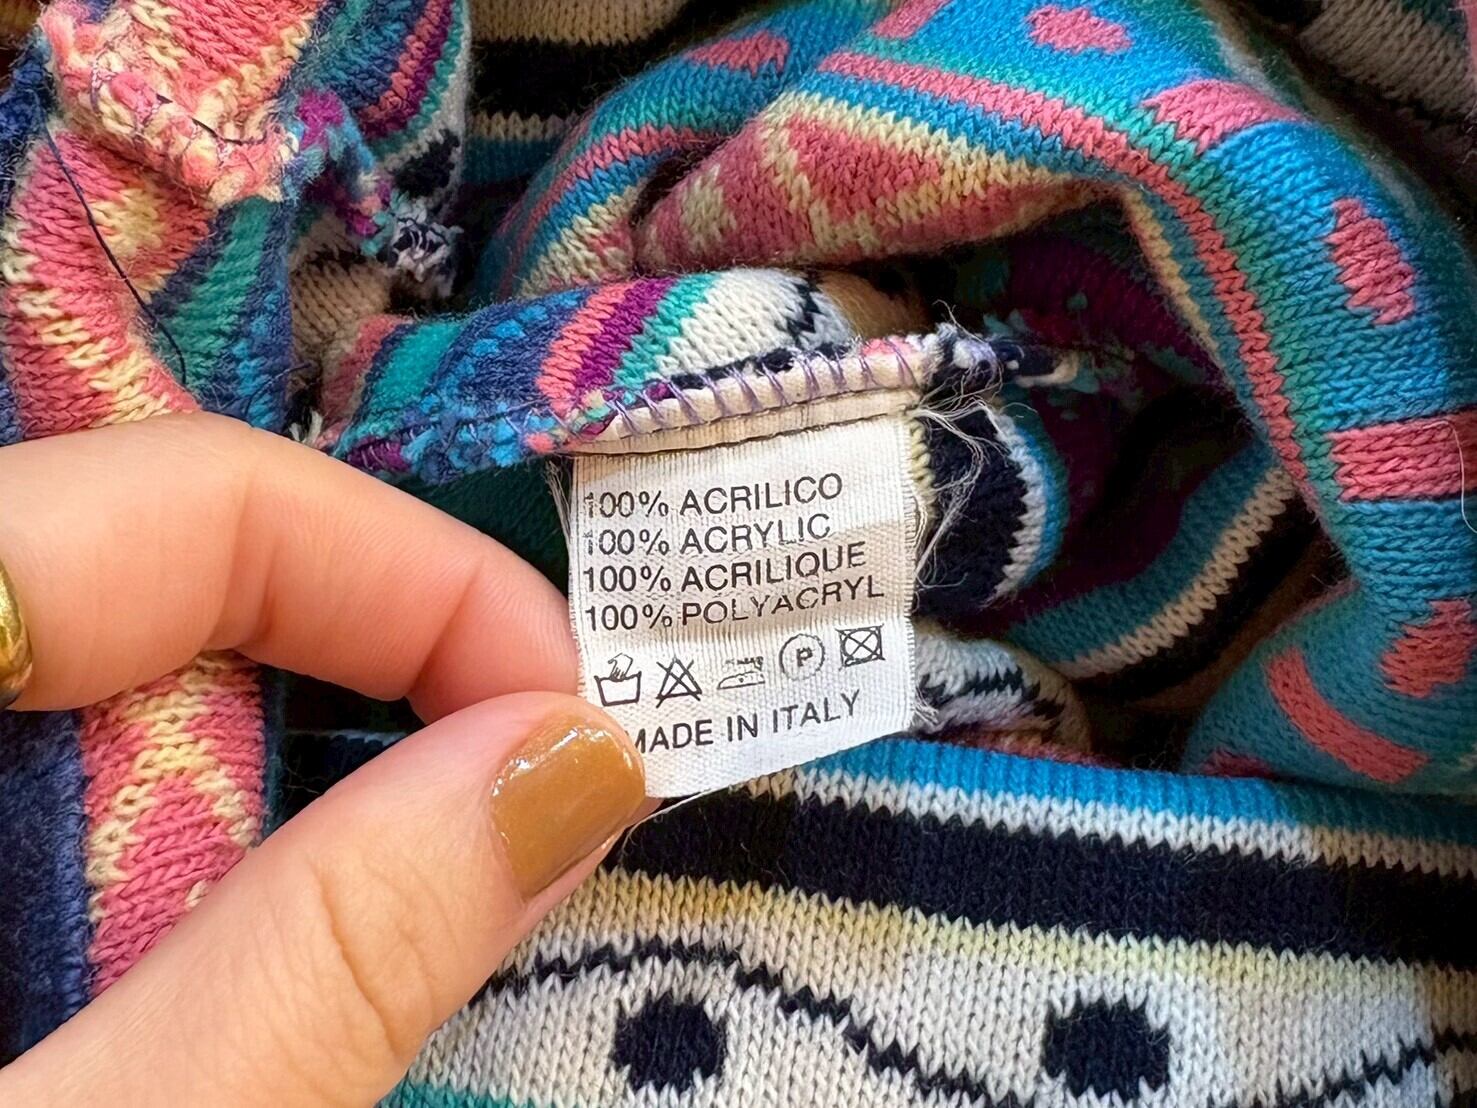 100% ACRILICO
100% ACRYLIC
100% ACRILIQUE
100% POLYACRYL
P
MADE IN ITALY